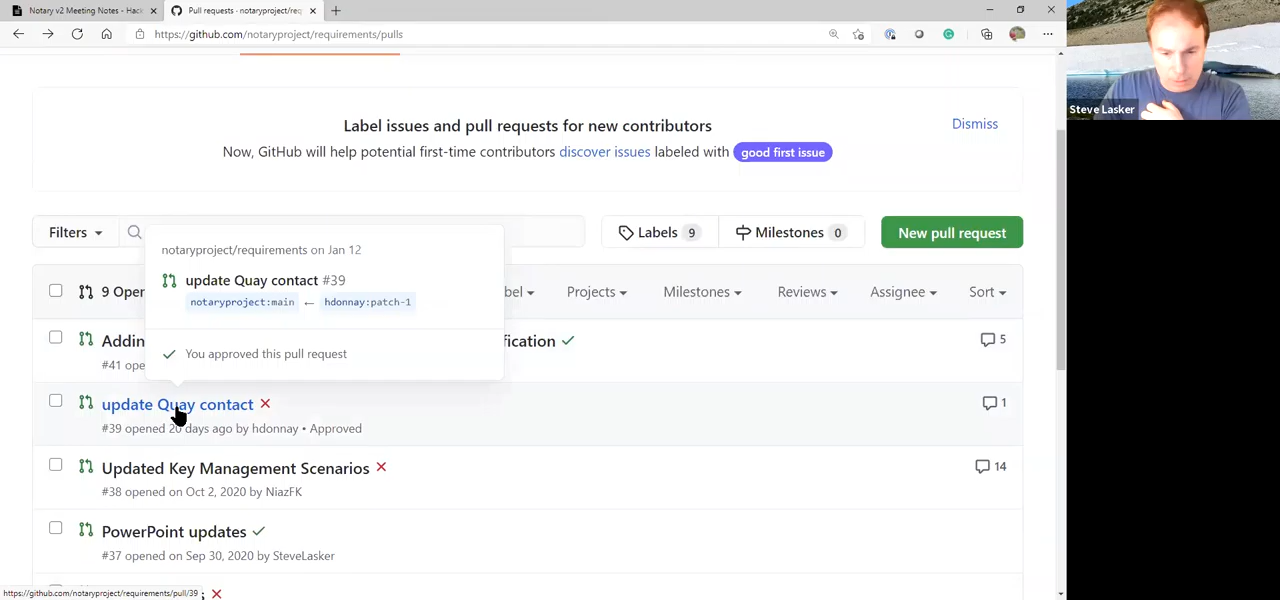 Notary v2 Meeting Notes - Hack
Pull requests · notaryproject/req
https://github.com/notaryproject/requirements/pulls
Steve Lasker
Label issues and pull requests for new contributors
Dismiss
Now, GitHub will help potential first-time contributors discover issues labeled with good first issue
Filters
Labels 9
Milestones 0
New pull request
notaryproject/requirements on Jan 12
update Quay contact #39
notaryproject:main ← hdonnay:patch-1
You approved this pull request
9 Open
bel
Projects
Milestones
Reviews
Assignee
Sort
Addin
fication
5
#41 ope
update Quay contact
1
#39 opened 20 days ago by hdonnay • Approved
Updated Key Management Scenarios
14
#38 opened on Oct 2, 2020 by NiazFK
PowerPoint updates
#37 opened on Sep 30, 2020 by SteveLasker
https://github.com/notaryproject/requirements/pull/39